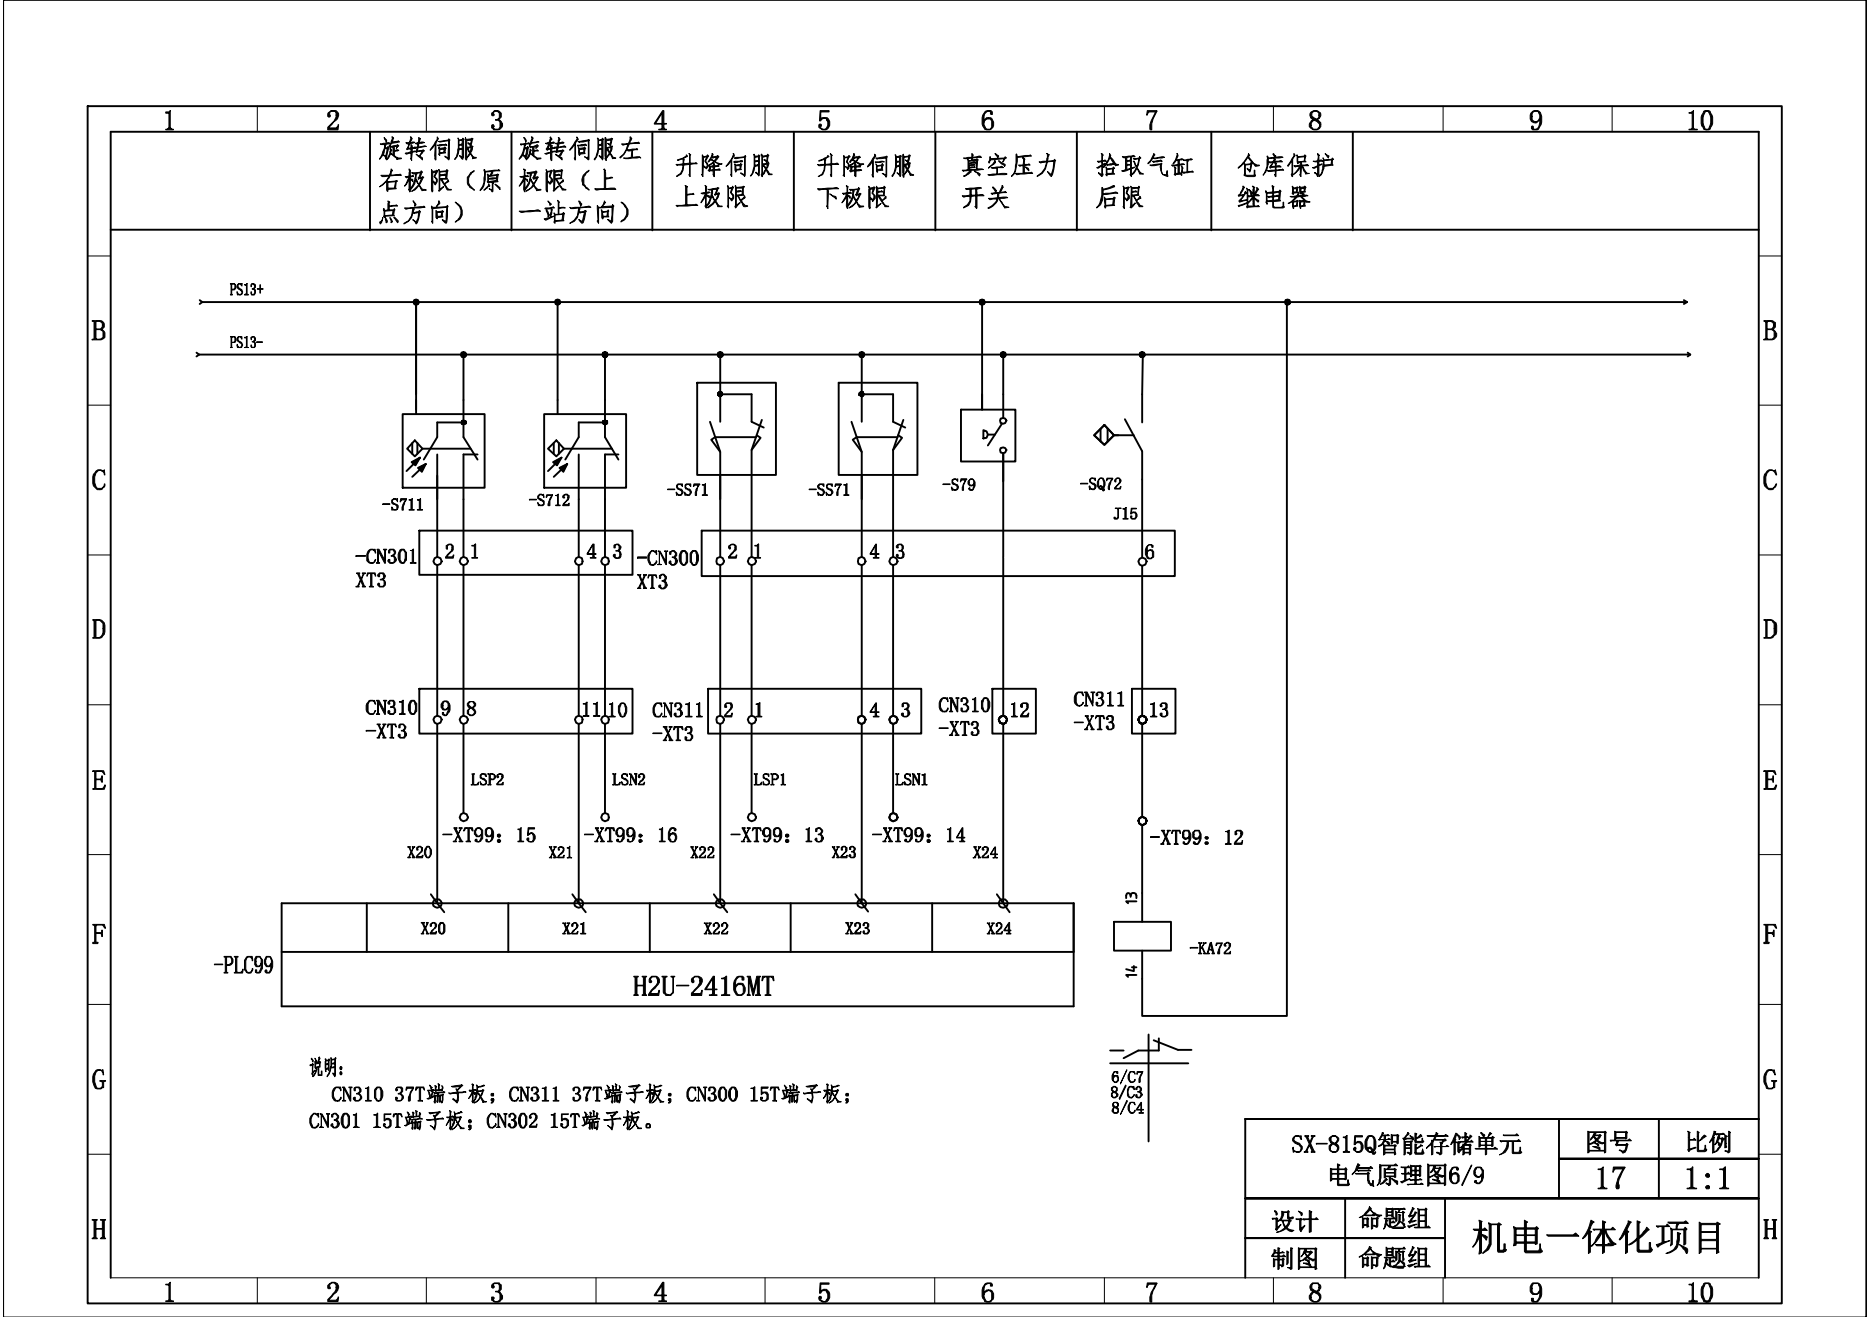 1 2 3 4 5 6 7 8 9 10
旋转伺服
右极限（原
点方向）
旋转伺服左
极限（上
一站方向）
升降伺服
上极限
升降伺服
下极限
真空压力
开关
拾取气缸
后限
仓库保护
继电器
PS13+
PS13-
B B
C C
D D
E E
F F
G G
H H
-S711
-S712
-SS71
-SS71
-S79
-SQ72
J15
-CN301
XT3
2 1 4 3
-CN300
XT3
2 1 4 3 6
CN310
-XT3
9 8 11 10
CN311
-XT3
2 1 4 3
CN310
-XT3
12
CN311
-XT3
13
LSP2
LSN2
LSP1
LSN1
-XT99: 15
-XT99: 16
-XT99: 13
-XT99: 14
-XT99: 12
X20 X21 X22 X23 X24
13
14
-KA72
X20 X21 X22 X23 X24
-PLC99
H2U-2416MT
6/C7
8/C3
8/C4
说明:
CN310 37T端子板；CN311 37T端子板；CN300 15T端子板；
CN301 15T端子板；CN302 15T端子板。
SX-815Q智能存储单元
电气原理图6/9
图号
比例
17
1:1
设计
命题组
制图
命题组
机电一体化项目
1 2 3 4 5 6 7 8 9 10